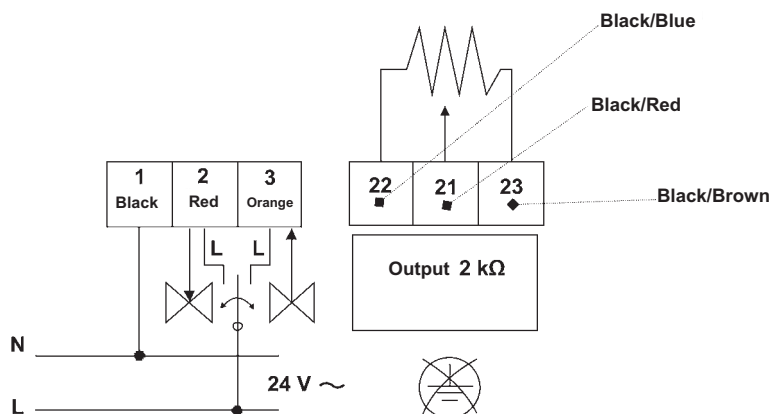 Black/Blue
Black/Red
Black/Brown
1 2 3
Black Red Orange
22 21 23
L L
Output 2 kΩ
N
24 V ~
L